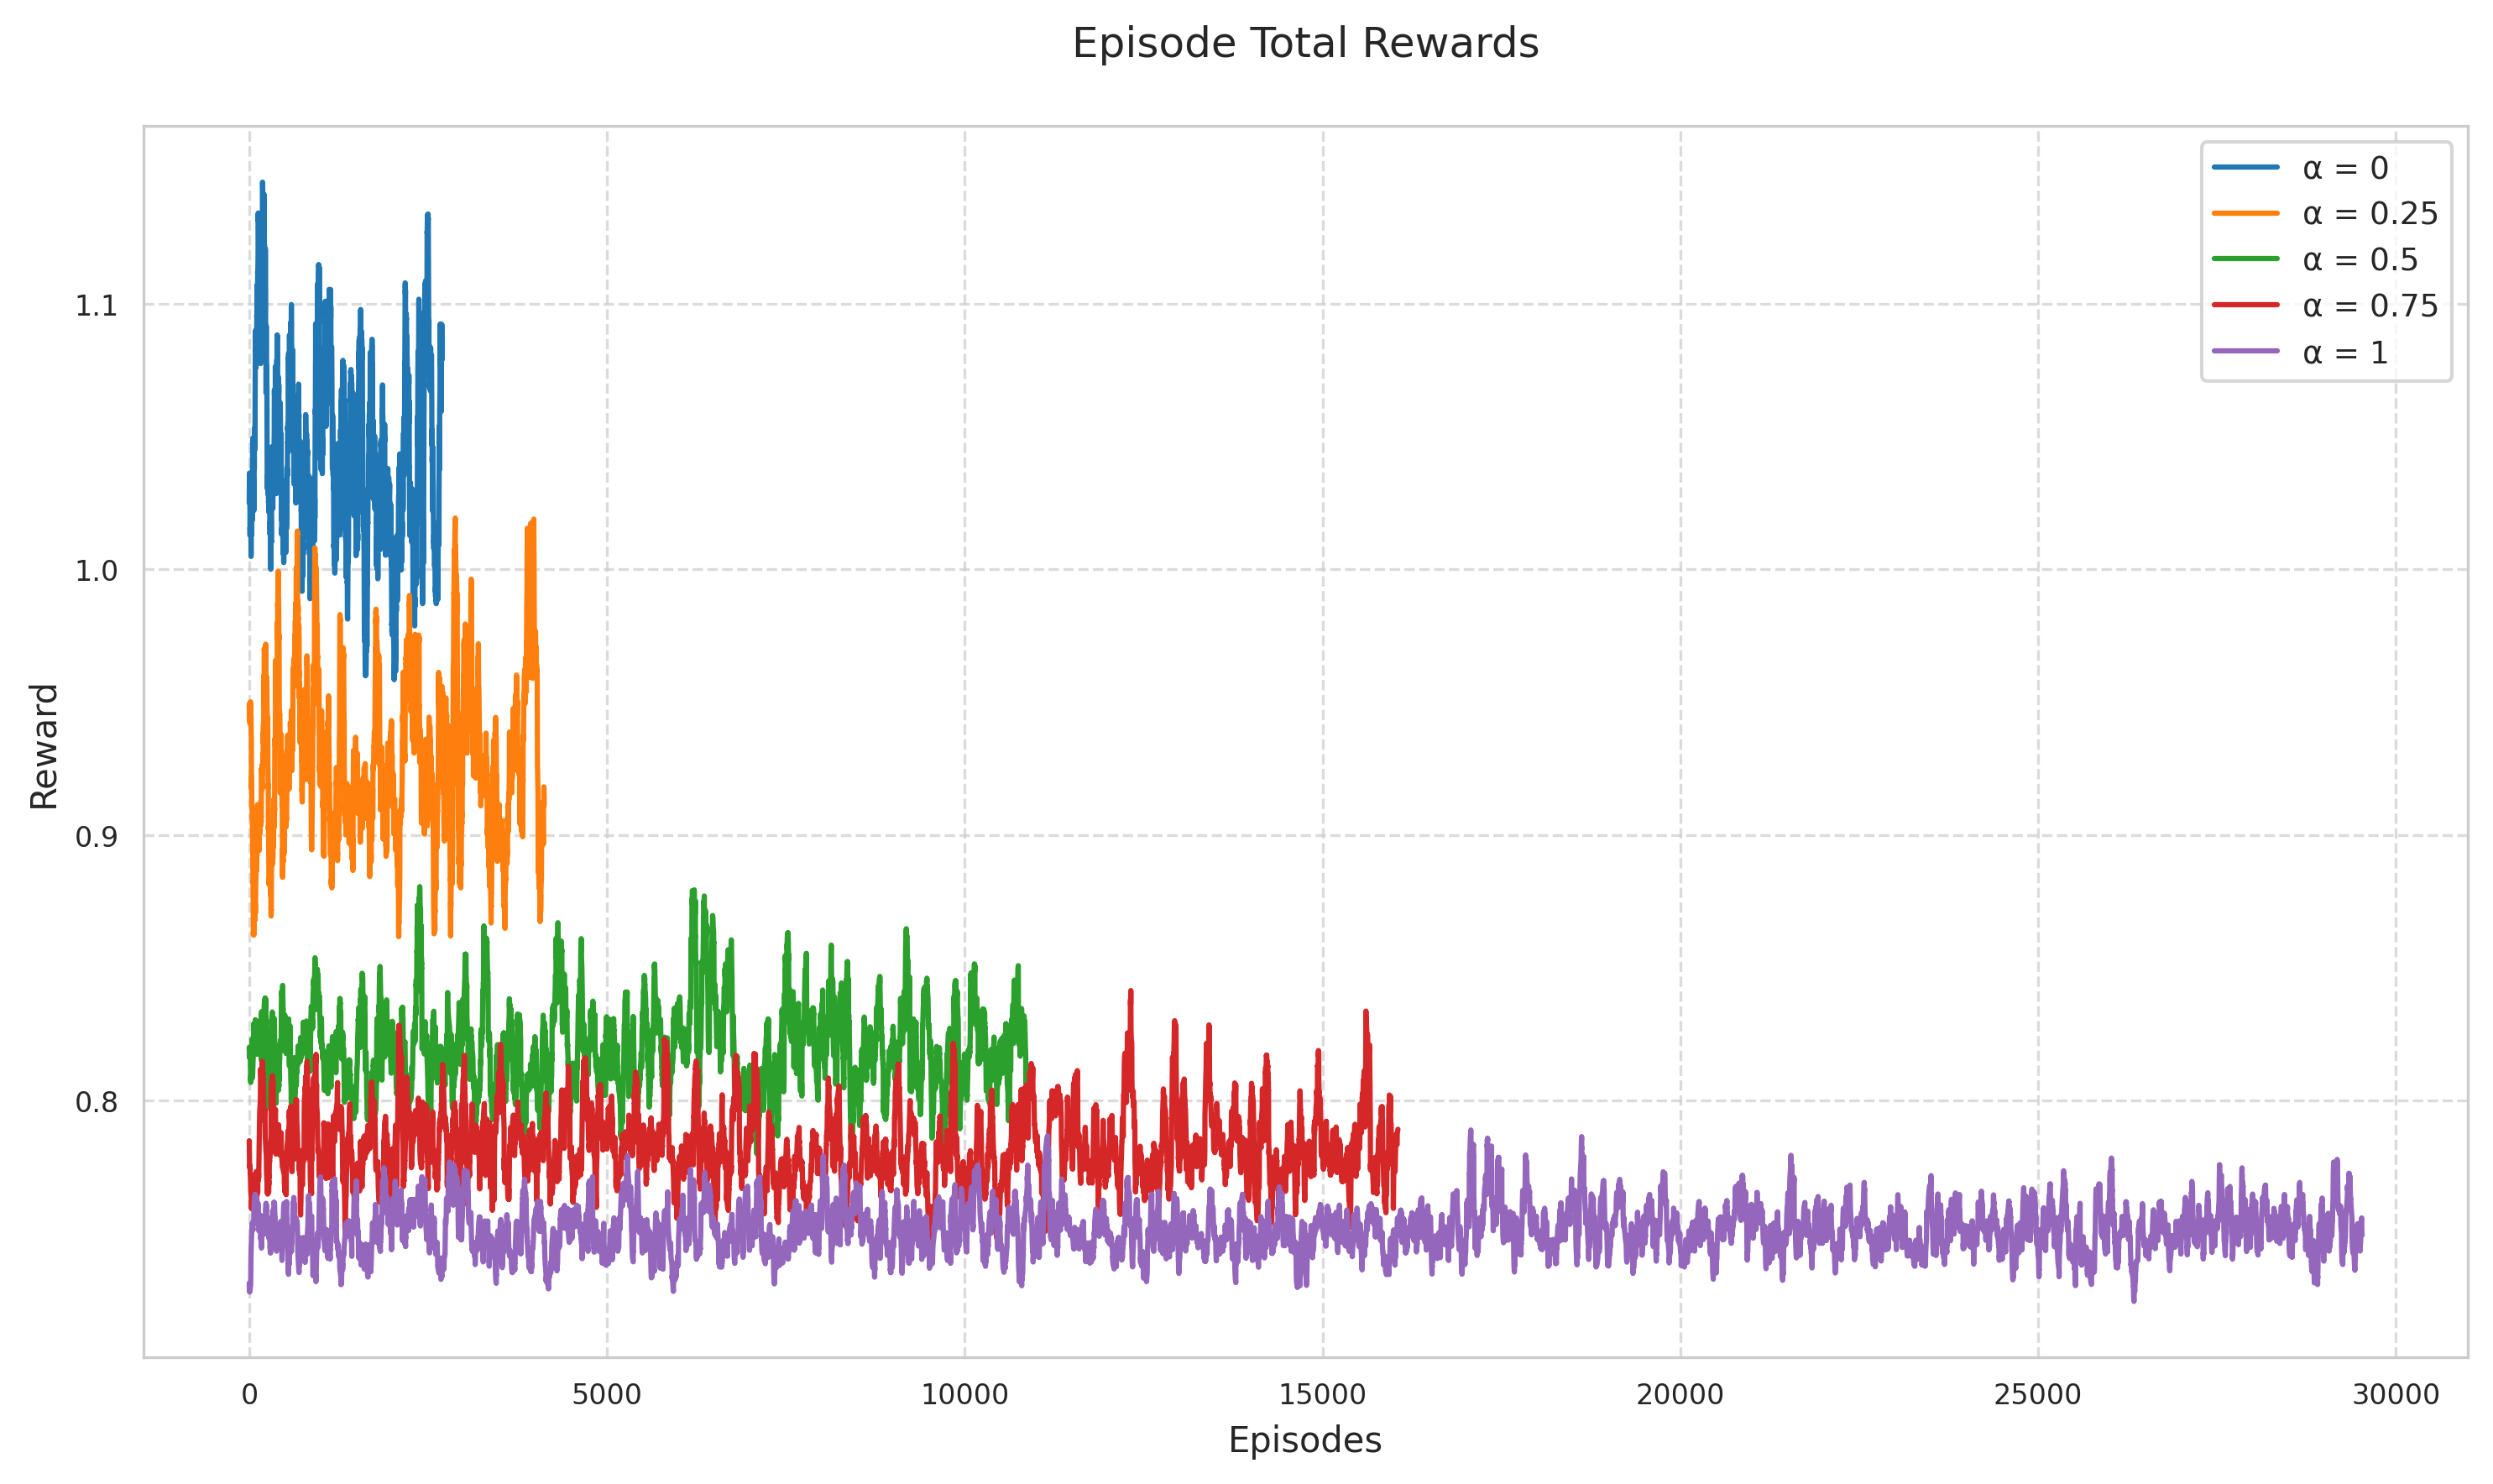 Episode Total Rewards
α = 0
α = 0.25
α = 0.5
α = 0.75
α = 1
1.1
1.0
0.9
0.8
Reward
0
5000
10000
15000
20000
25000
30000
Episodes